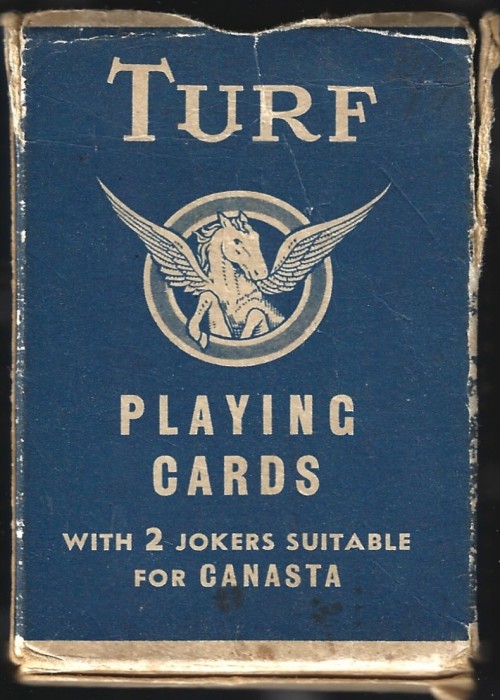 TURF
PLAYING
CARDS
WITH 2 JOKERS SUITABLE
FOR CANASTA